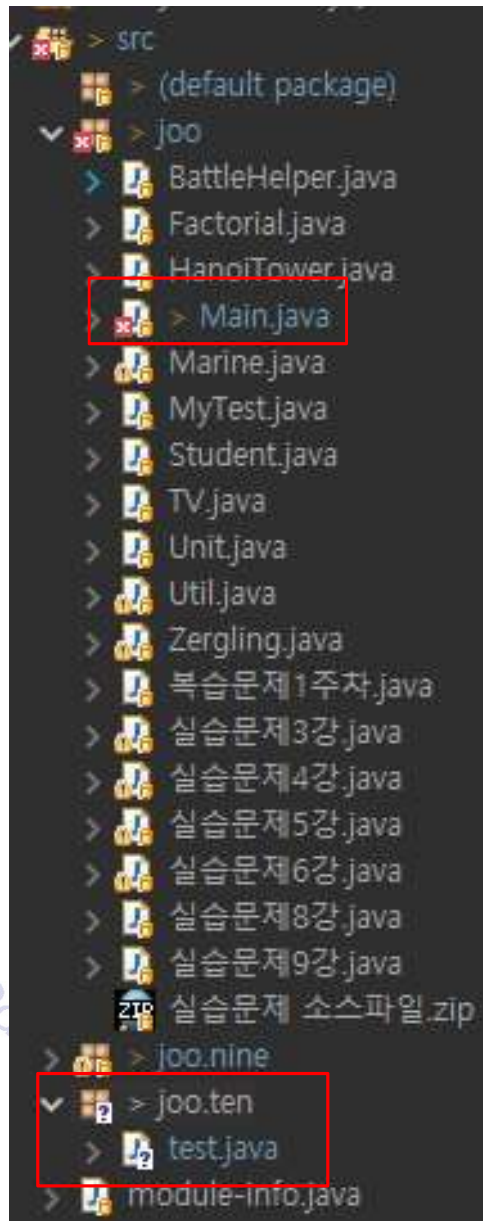 > src
> (default package)
> joo
BattleHelper.java
Factorial.java
HanoiTower.java
> Main.java
Marine.java
MyTest.java
Student.java
TV.java
Unit.java
Util.java
Zergling.java
복습문제1주차.java
실습문제3강.java
실습문제4강.java
실습문제5강.java
실습문제6강.java
실습문제8강.java
실습문제9강.java
ZIP 실습문제 소스파일.zip
> joo.nine
> joo.ten
test.java
module-info.java